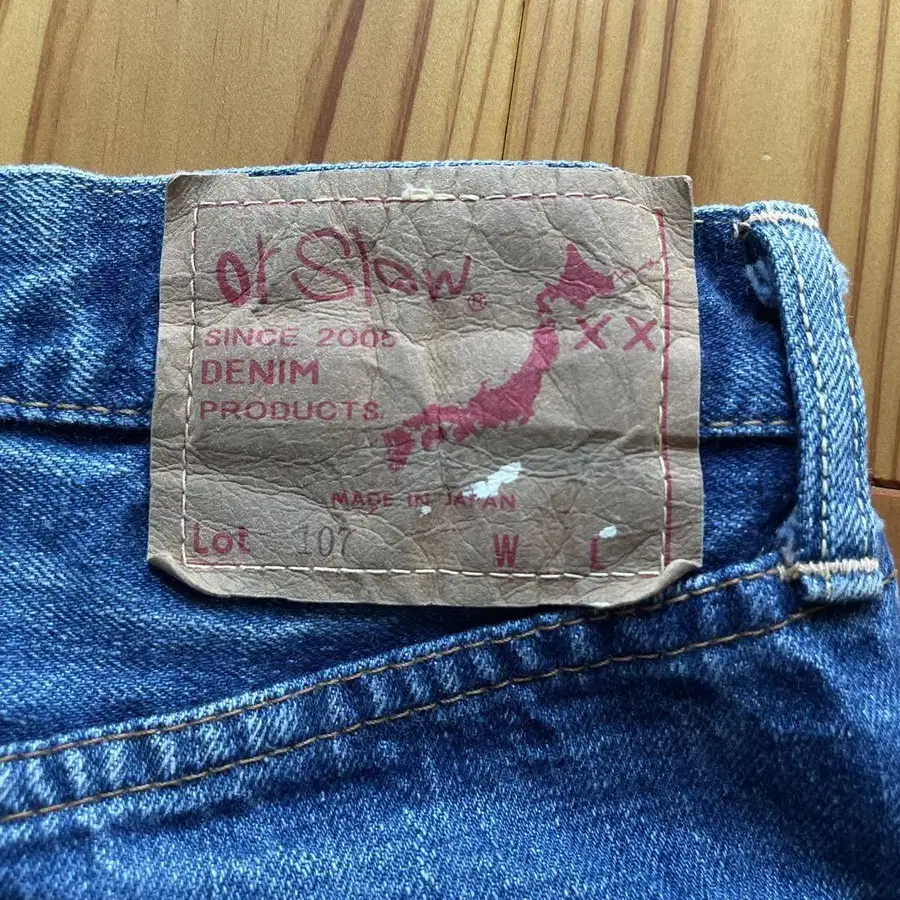 orSlow®
SINCE 2005
DENIM
PRODUCTS
XX
MADE IN JAPAN
Lot 107 W L